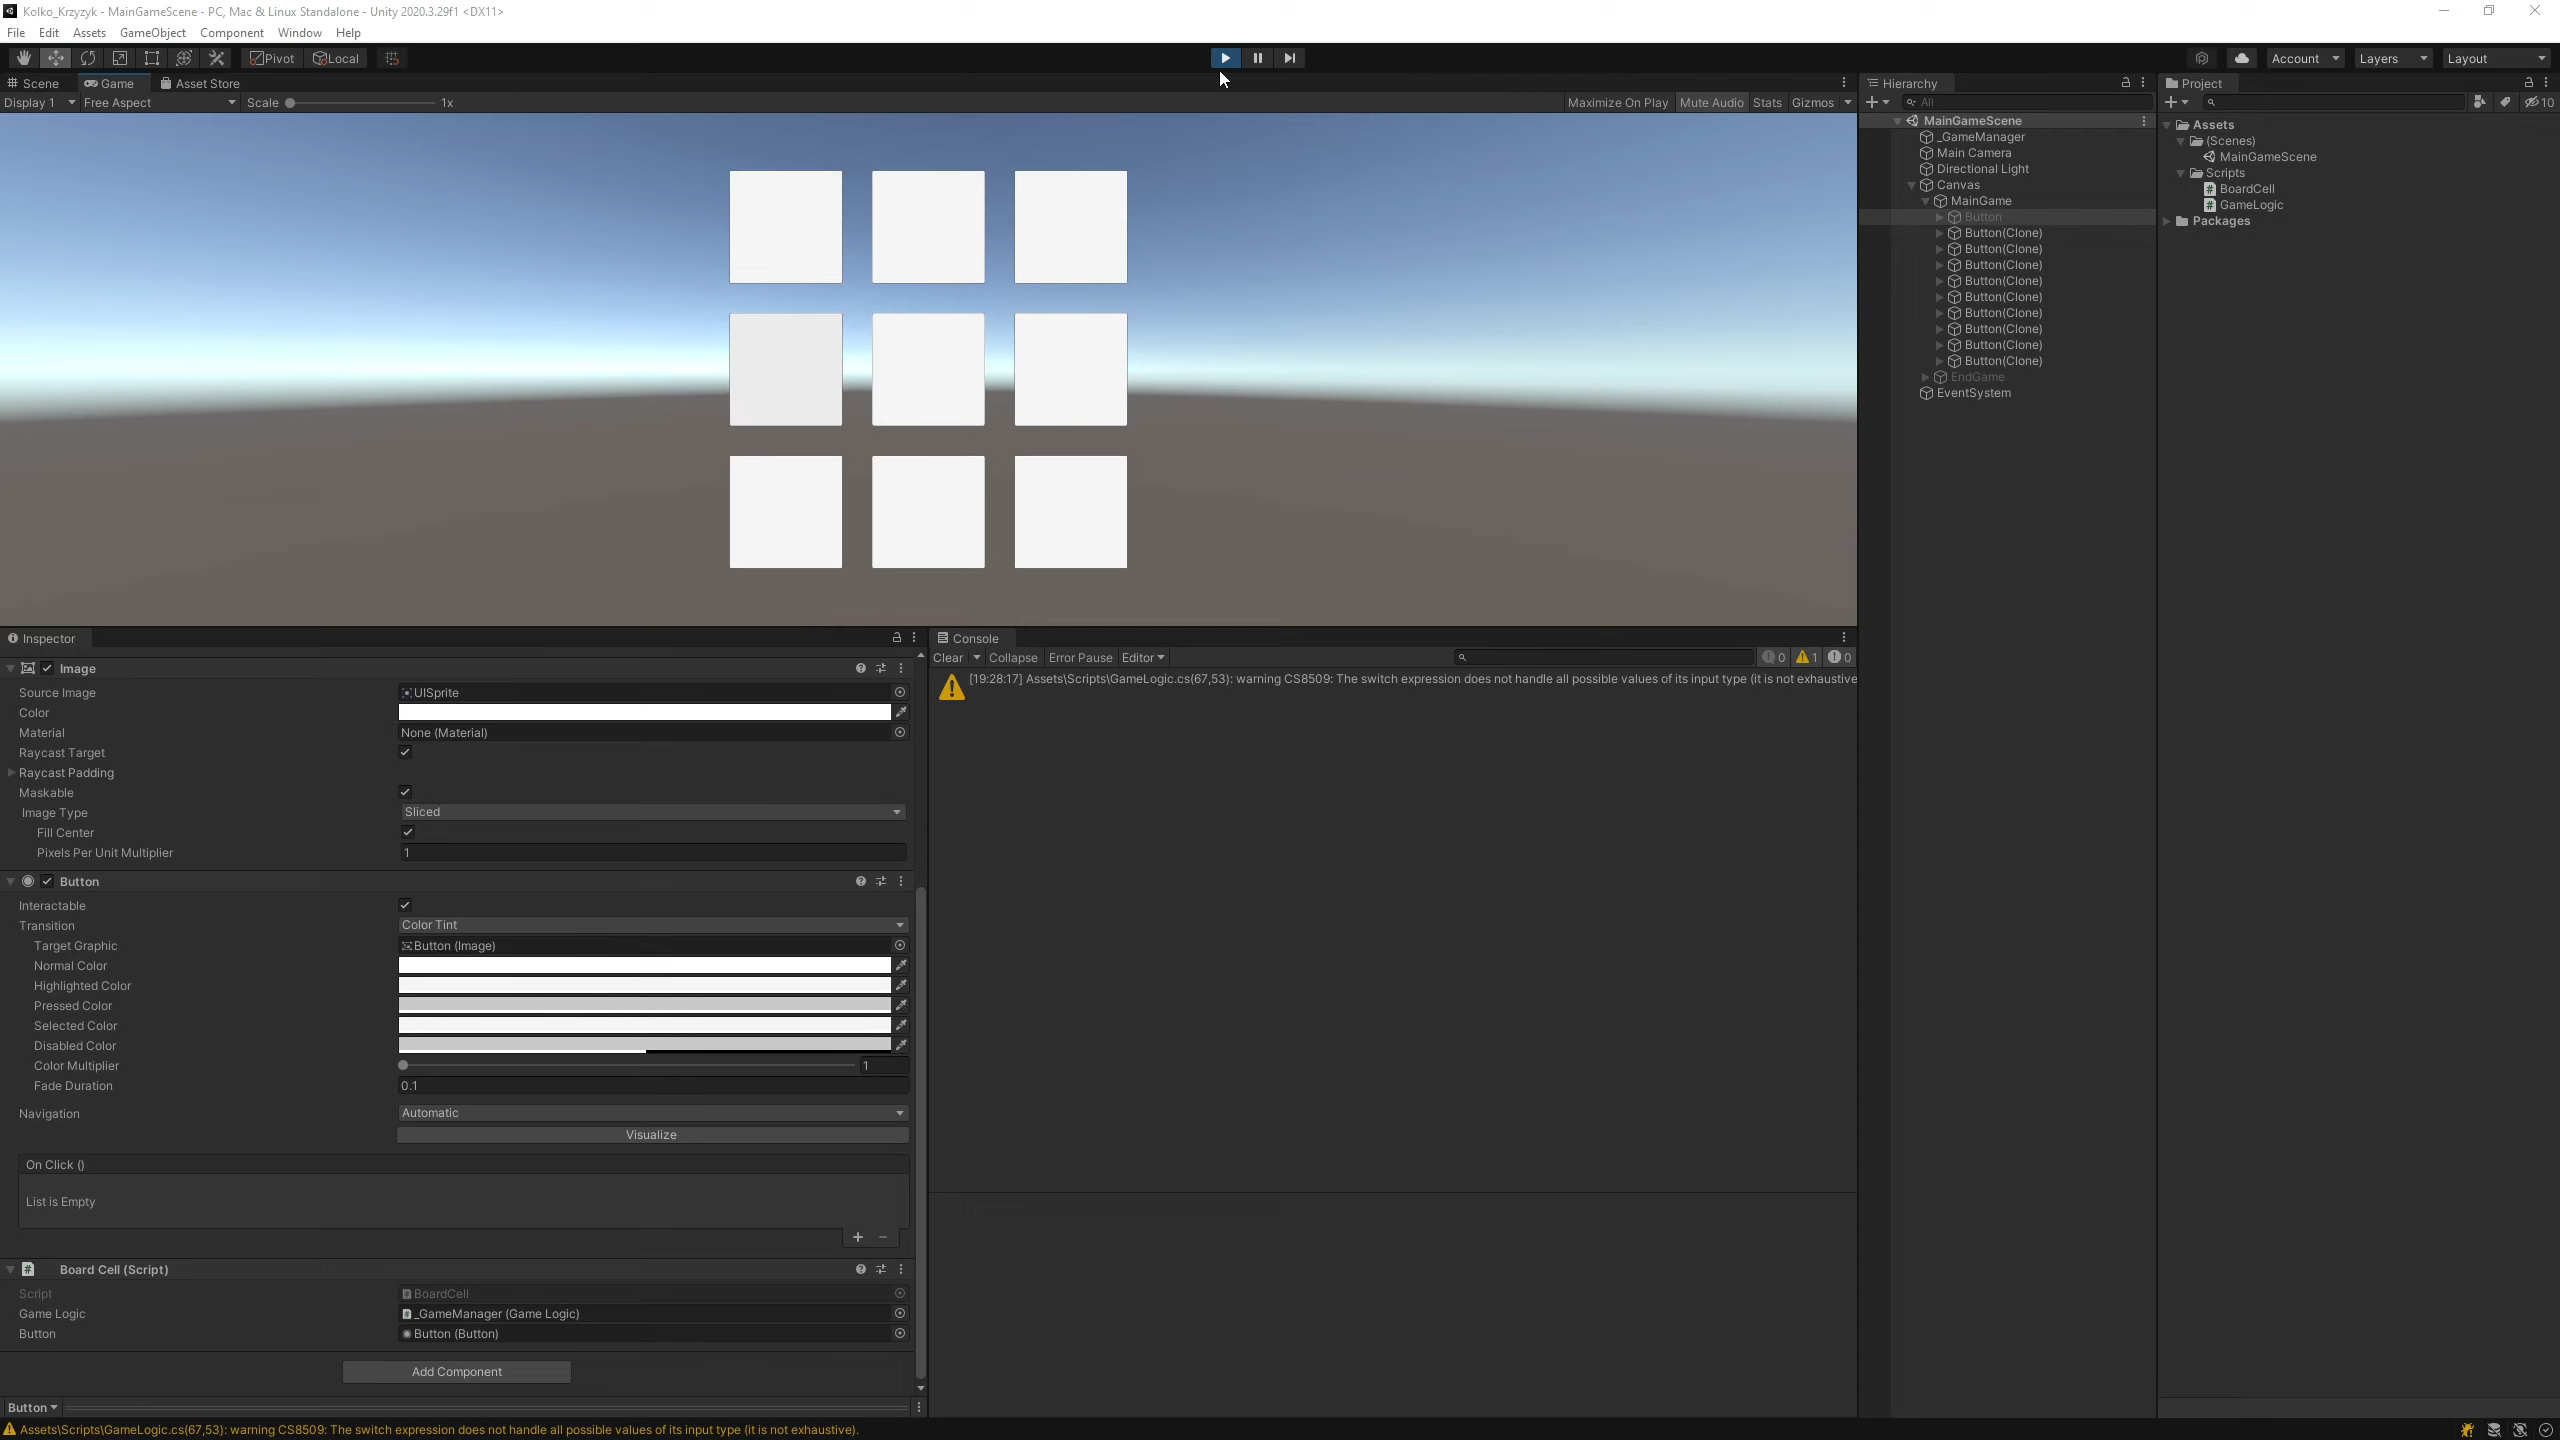 Kolko_Krzyzyk - MainGameScene - PC, Mac & Linux Standalone - Unity 2020.3.29f1 <DX11>
File Edit Assets GameObject Component Window Help
Pivot Local Account Layers Layout
Scene Game Asset Store
Display 1 Free Aspect Scale 1x Maximize On Play Mute Audio Stats Gizmos
Hierarchy
All
MainGameScene
_GameManager
Main Camera
Directional Light
Canvas
MainGame
Button
Button(Clone)
Button(Clone)
Button(Clone)
Button(Clone)
Button(Clone)
Button(Clone)
Button(Clone)
Button(Clone)
Button(Clone)
EndGame
EventSystem
Project
10
Assets
(Scenes)
MainGameScene
Scripts
BoardCell
GameLogic
Packages
Inspector
Image
Source Image UISprite
Color
Material None (Material)
Raycast Target
Raycast Padding
Maskable
Image Type Sliced
Fill Center
Pixels Per Unit Multiplier 1
Button
Interactable
Transition Color Tint
Target Graphic Button (Image)
Normal Color
Highlighted Color
Pressed Color
Selected Color
Disabled Color
Color Multiplier 1
Fade Duration 0.1
Navigation Automatic
Visualize
On Click ()
List is Empty
Board Cell (Script)
Script BoardCell
Game Logic _GameManager (Game Logic)
Button Button (Button)
Add Component
Button
Console
Clear Collapse Error Pause Editor 0 1 0
[19:28:17] Assets\Scripts\GameLogic.cs(67,53): warning CS8509: The switch expression does not handle all possible values of its input type (it is not exhaustive
Assets\Scripts\GameLogic.cs(67,53): warning CS8509: The switch expression does not handle all possible values of its input type (it is not exhaustive).